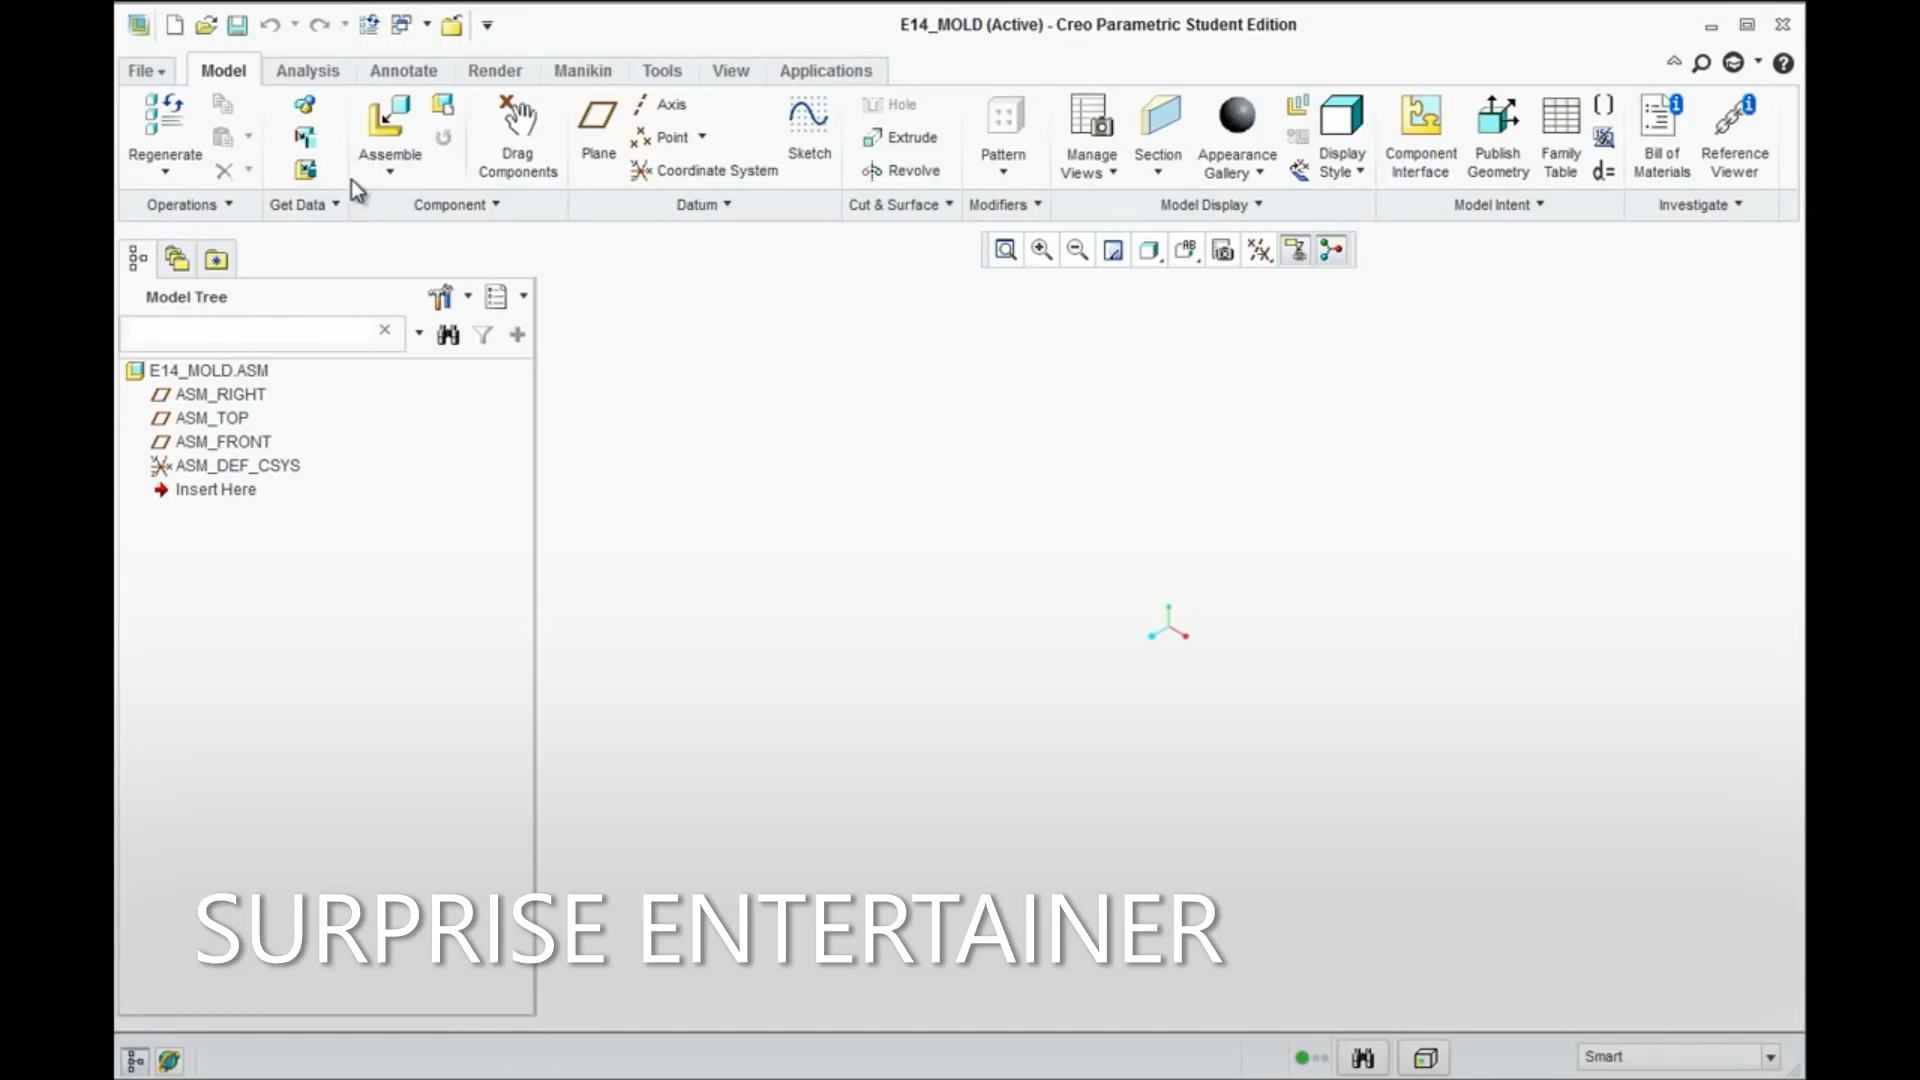 E14_MOLD (Active) - Creo Parametric Student Edition
File Model Analysis Annotate Render Manikin Tools View Applications
Regenerate
Operations
Get Data
Assemble
Drag Components
Component
Plane
Axis
Point
Coordinate System
Sketch
Datum
Hole
Extrude
Revolve
Cut & Surface
Pattern
Modifiers
Manage Views
Section
Appearance Gallery
Display Style
Model Display
Component Interface
Publish Geometry
Family Table
d=
Model Intent
Bill of Materials
Reference Viewer
Investigate
Model Tree
E14_MOLD.ASM
ASM_RIGHT
ASM_TOP
ASM_FRONT
ASM_DEF_CSYS
Insert Here
SURPRISE ENTERTAINER
Smart